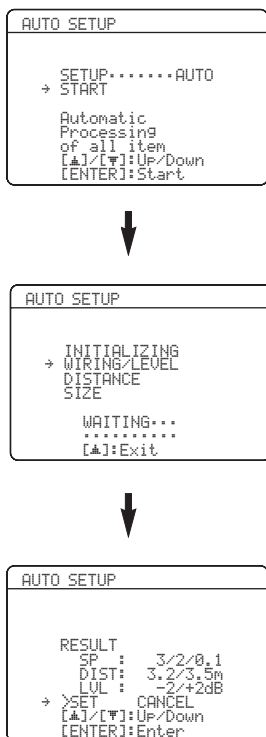 AUTO SETUP
SETUP·······AUTO
→ START
Automatic
Processing
of all item
[▲]/[▼]:Up/Down
[ENTER]:Start
AUTO SETUP
INITIALIZING
→ WIRING/LEVEL
DISTANCE
SIZE
WAITING···
··········
[▲]:Exit
AUTO SETUP
RESULT
SP : 3/2/0.1
DIST: 3.2/3.5m
LVL : -2/+2dB
→ >SET CANCEL
[▲]/[▼]:Up/Down
[ENTER]:Enter